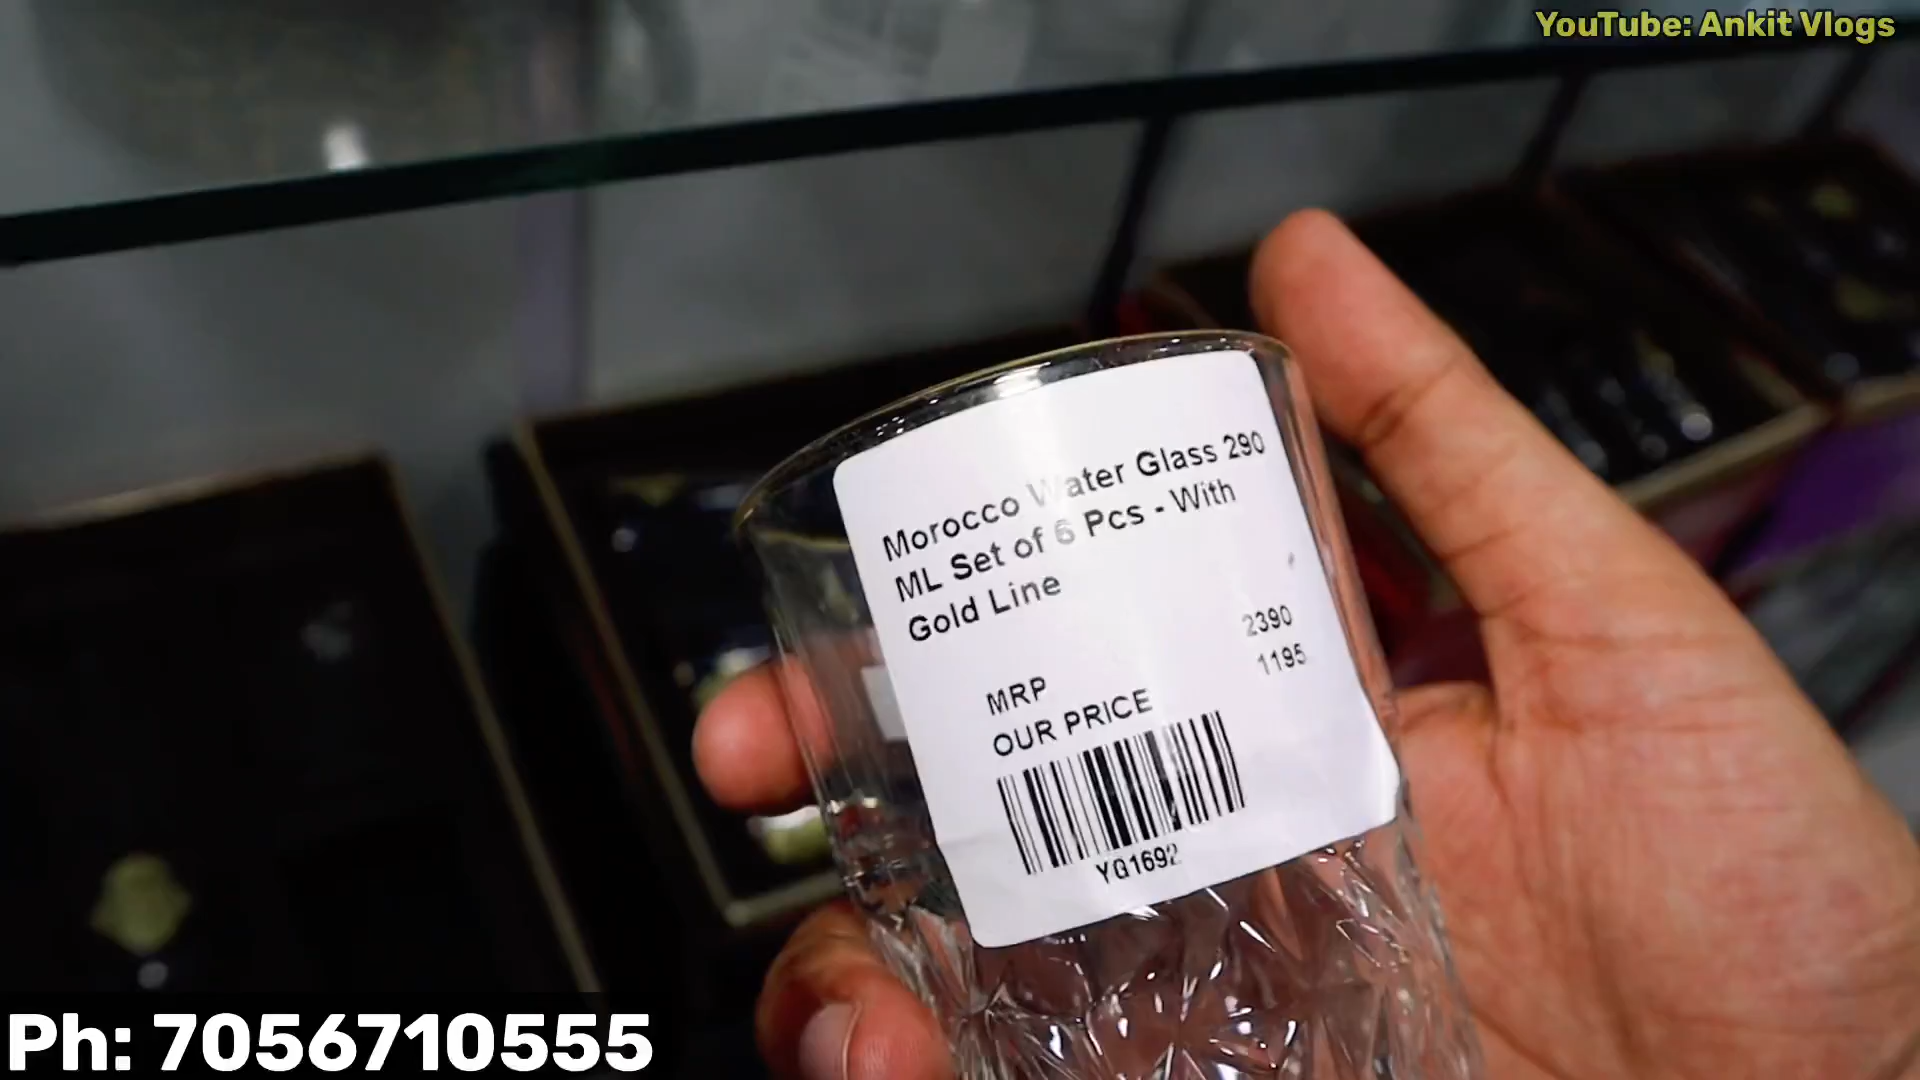 YouTube: Ankit Vlogs
Morocco Water Glass 290
ML Set of 6 Pcs - With
Gold Line
MRP 2390
OUR PRICE 1195
YG1692
Ph: 7056710555